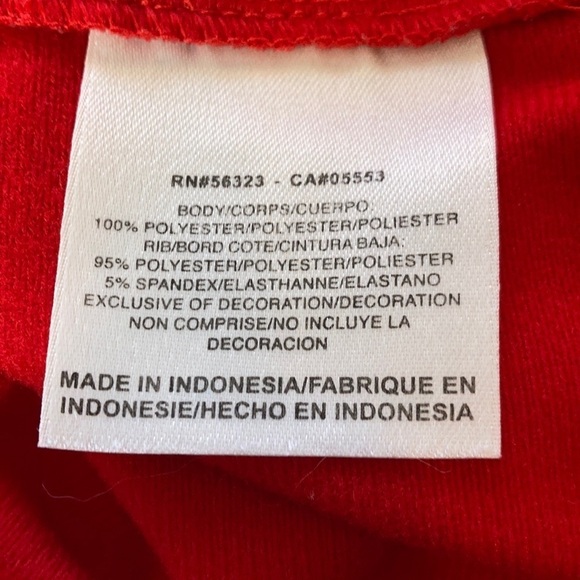 RN#56323 - CA#05553
BODY/CORPS/CUERPO:
100% POLYESTER/POLYESTER/POLIESTER
RIB/BORD COTE/CINTURA BAJA:
95% POLYESTER/POLYESTER/POLIESTER
5% SPANDEX/ELASTHANNE/ELASTANO
EXCLUSIVE OF DECORATION/DECORATION
NON COMPRISE/NO INCLUYE LA
DECORACION
MADE IN INDONESIA/FABRIQUE EN
INDONESIE/HECHO EN INDONESIA